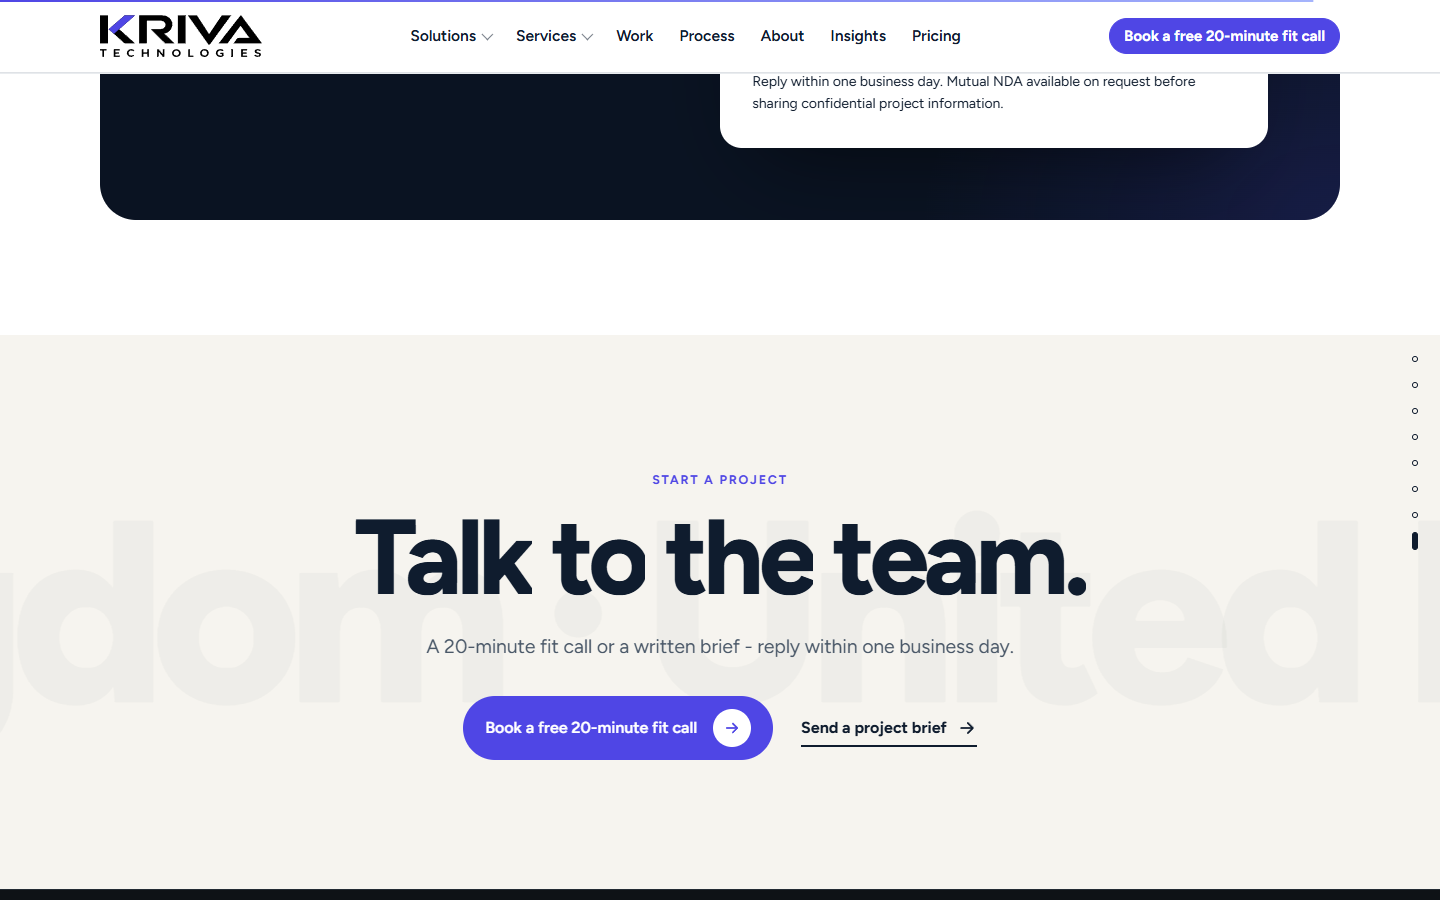 KRIVA
TECHNOLOGIES
Solutions
Services
Work
Process
About
Insights
Pricing
Book a free 20-minute fit call
Reply within one business day. Mutual NDA available on request before
sharing confidential project information.
START A PROJECT
gdom · United
Talk to the team.
A 20-minute fit call or a written brief - reply within one business day.
Book a free 20-minute fit call
Send a project brief